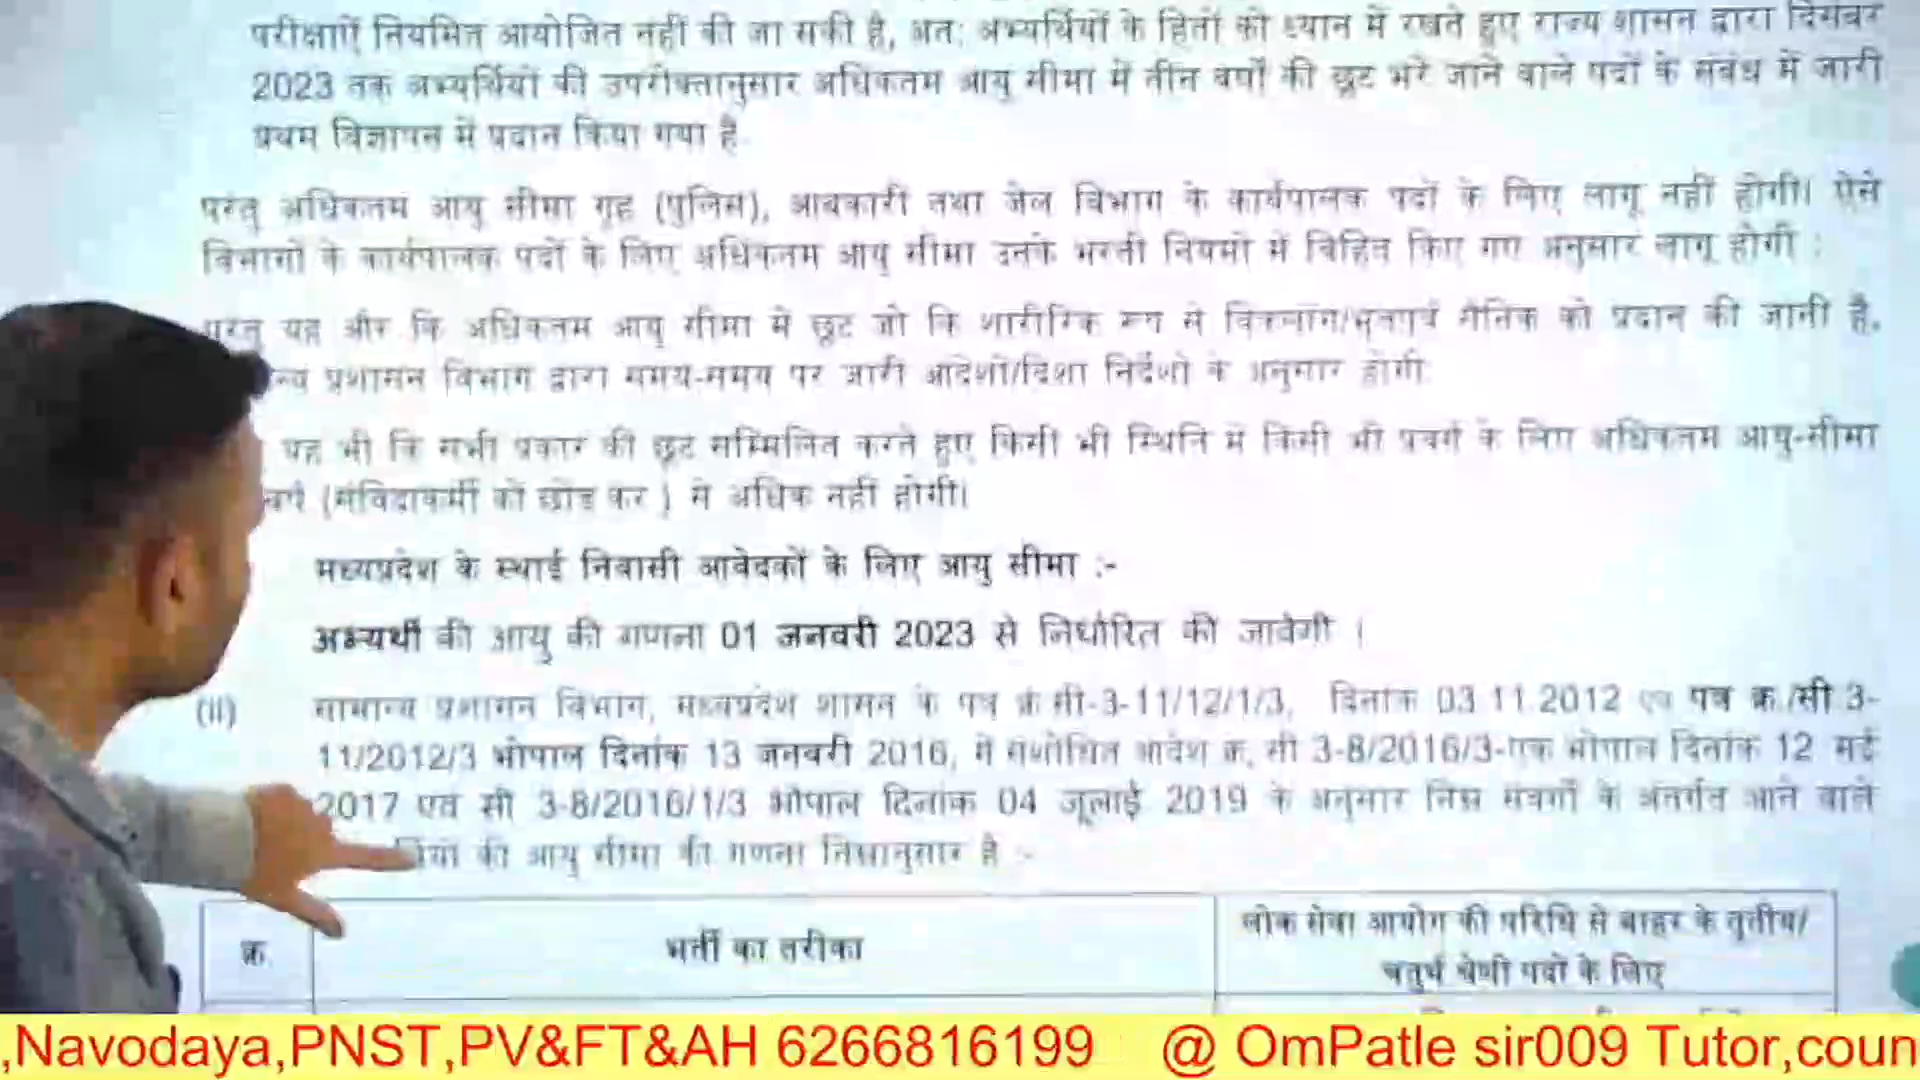 परीक्षाऐं नियमित आयोजित नहीं की जा सकी है, अतः अभ्यर्थियों के हितों को ध्यान में रखते हुए राज्य शासन द्वारा दिसंबर
2023 तक अभ्यर्थियों की उपरोक्तानुसार अधिकतम आयु सीमा में तीन वर्षों की छूट भरे जाने वाले पदों के संबंध में जारी
प्रथम विज्ञापन में प्रदान किया गया है
परंतु अधिकतम आयु सीमा गृह (पुलिस), आबकारी तथा जेल विभाग के कार्यपालक पदों के लिए लागू नहीं होगी। ऐसे
विभागों के कार्यपालक पदों के लिए अधिकतम आयु सीमा उनके भरती नियमों में विहित किए गए अनुसार लागू होगी :
परंतु यह और कि अधिकतम आयु सीमा में छूट जो कि शारीरिक रूप से विकलांग/भूतपूर्व सैनिक को प्रदान की जाती है,
न्य प्रशासन विभाग द्वारा समय-समय पर जारी आदेशों/दिशा निर्देशों के अनुसार होगी
यह भी कि सभी प्रकार की छूट सम्मिलित करते हुए किसी भी स्थिति में किसी भी प्रवर्ग के लिए अधिकतम आयु-सीमा
वर्ष (संविदाकर्मी को छोड़ कर ) से अधिक नहीं होगी।
मध्यप्रदेश के स्थाई निवासी आवेदकों के लिए आयु सीमा :-
अभ्यर्थी की आयु की गणना 01 जनवरी 2023 से निर्धारित की जावेगी ।
(ii) सामान्य प्रशासन विभाग, मध्यप्रदेश शासन के पत्र क्रं सी-3-11/12/1/3, दिनांक 03.11.2012 एवं पत्र क्र./सी 3-
11/2012/3 भोपाल दिनांक 13 जनवरी 2016, में संशोधित आदेश क्र. सी 3-8/2016/3-एक भोपाल दिनांक 12 मई
2017 एवं सी 3-8/2016/1/3 भोपाल दिनांक 04 जूलाई 2019 के अनुसार निम्न संवर्गों के अंतर्गत आने वाले
की आयु सीमा की गणना निम्नानुसार है :-
क्र. भर्ती का तरीका लोक सेवा आयोग की परिधि से बाहर के तृतीय/
चतुर्थ श्रेणी पदों के लिए
,Navodaya,PNST,PV&FT&AH 6266816199 @ OmPatle sir009 Tutor,coun